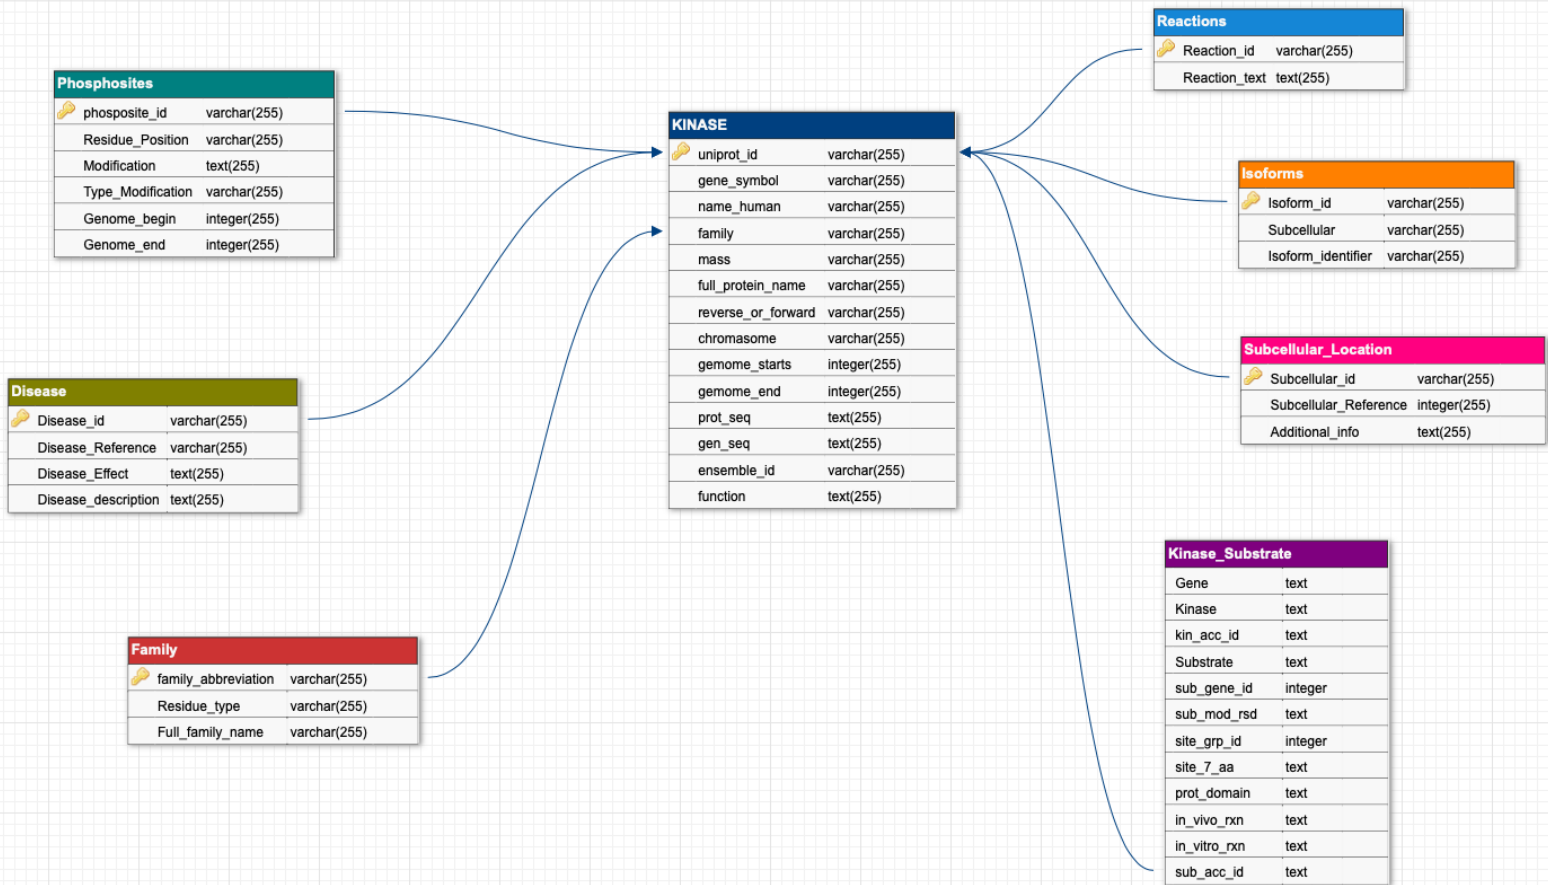 Reactions
Reaction_id varchar(255)
Reaction_text text(255)
Phosphosites
phosposite_id varchar(255)
Residue_Position varchar(255)
Modification text(255)
Type_Modification varchar(255)
Genome_begin integer(255)
Genome_end integer(255)
KINASE
uniprot_id varchar(255)
gene_symbol varchar(255)
name_human varchar(255)
family varchar(255)
mass varchar(255)
full_protein_name varchar(255)
reverse_or_forward varchar(255)
chromasome varchar(255)
gemome_starts integer(255)
gemome_end integer(255)
prot_seq text(255)
gen_seq text(255)
ensemble_id varchar(255)
function text(255)
Isoforms
Isoform_id varchar(255)
Subcellular varchar(255)
Isoform_identifier varchar(255)
Subcellular_Location
Subcellular_id varchar(255)
Subcellular_Reference integer(255)
Additional_info text(255)
Disease
Disease_id varchar(255)
Disease_Reference varchar(255)
Disease_Effect text(255)
Disease_description text(255)
Kinase_Substrate
Gene text
Kinase text
kin_acc_id text
Substrate text
sub_gene_id integer
sub_mod_rsd text
site_grp_id integer
site_7_aa text
prot_domain text
in_vivo_rxn text
in_vitro_rxn text
sub_acc_id text
Family
family_abbreviation varchar(255)
Residue_type varchar(255)
Full_family_name varchar(255)